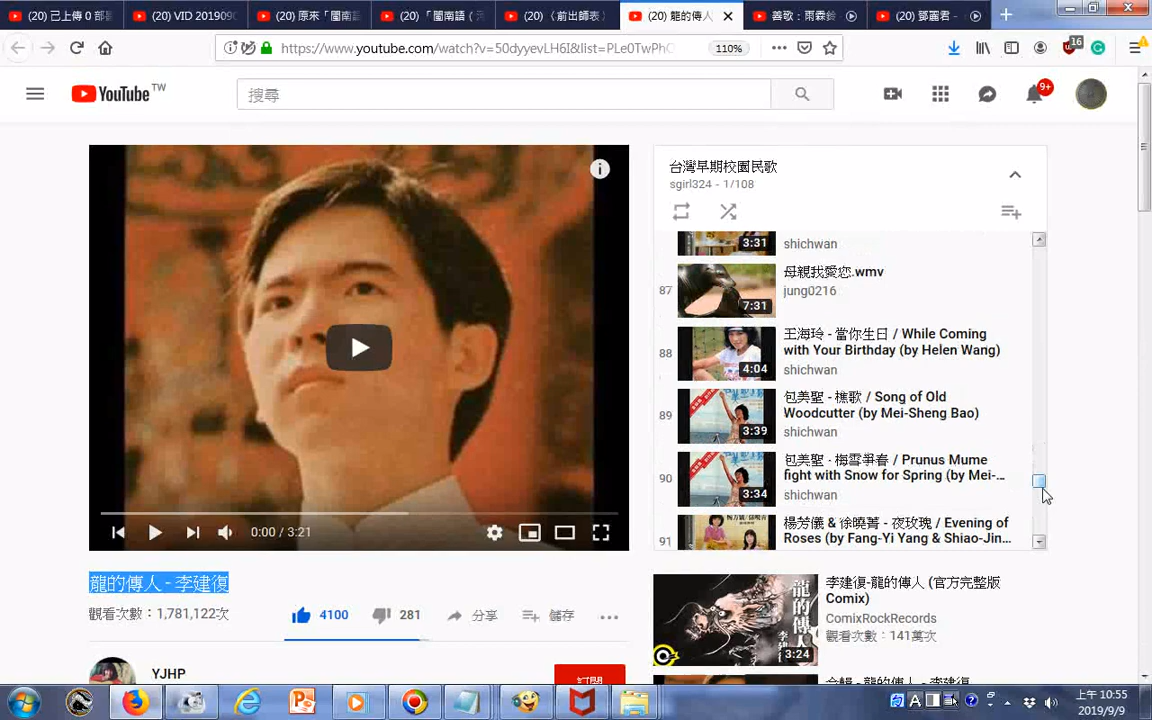 (20) 己上傳 0 部
(20) VID 2019090
(20) 原來「閩南語
(20) 「閩南語（
(20) 〈前出師表〉
(20) 龍的傳人
善歌：雨霖鈴
(20) 鄧麗君 -
https://www.youtube.com/watch?v=50dyyevLH6I&list=PLe0TwPhC
110%
16
YouTube TW
搜尋
9+
台灣早期校園民歌
sgirl324 - 1/108
3:31
shichwan
87
7:31
母親我愛您.wmv
jung0216
88
4:04
王海玲 - 當你生日 / While Coming
with Your Birthday (by Helen Wang)
shichwan
89
3:39
包美聖 - 樵歌 / Song of Old
Woodcutter (by Mei-Sheng Bao)
shichwan
90
3:34
包美聖 - 梅雪爭春 / Prunus Mume
fight with Snow for Spring (by Mei-...
shichwan
91
楊芳儀 & 徐曉菁 - 夜玫瑰 / Evening of
Roses (by Fang-Yi Yang & Shiao-Jin...
0:00 / 3:21
龍的傳人 - 李建復
觀看次數：1,781,122次
4100
281
分享
儲存
YJHP
訂閱
龍的傳人
李建復
3:24
李建復-龍的傳人 (官方完整版
Comix)
ComixRockRecords
觀看次數：141萬次
上午 10:55
2019/9/9